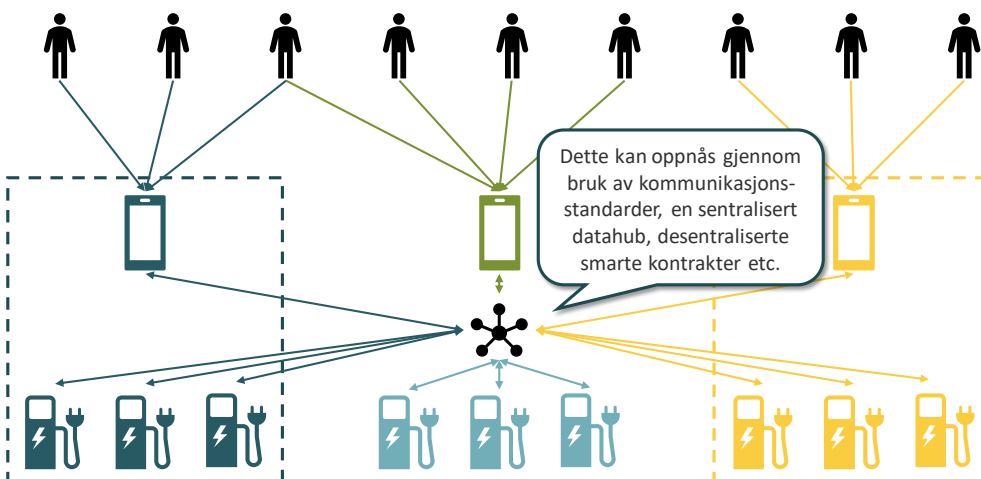 Dette kan oppnås gjennom
bruk av kommunikasjons-
standarder, en sentralisert
datahub, desentraliserte
smarte kontrakter etc.